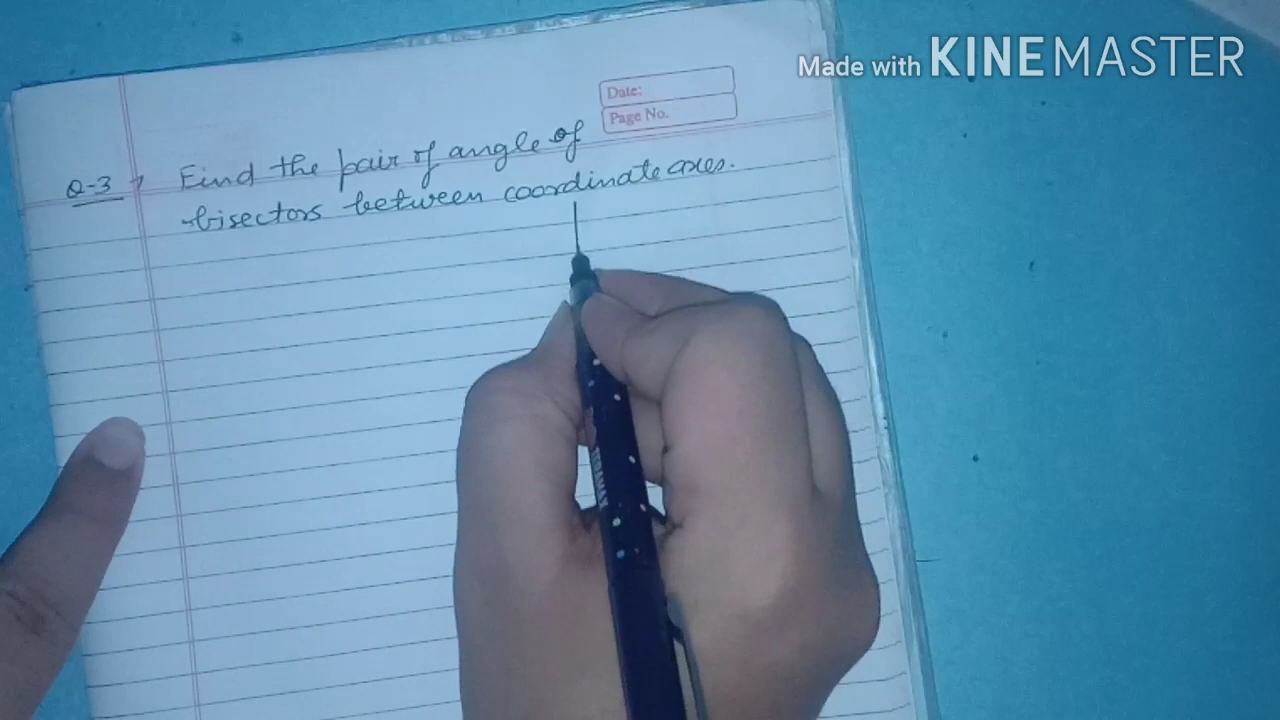 Made with KINEMASTER
Date:
Page No.
Q-3 Find the pair of angle of
bisectors between coordinate axes.